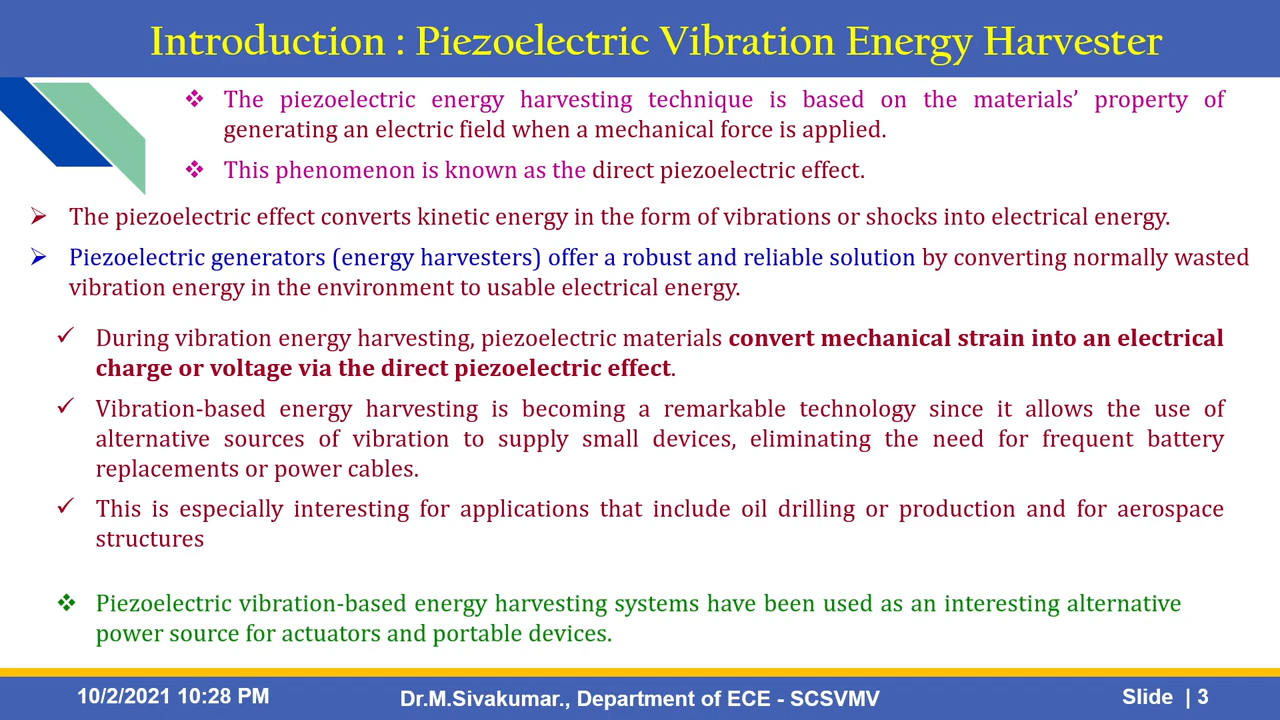 Introduction : Piezoelectric Vibration Energy Harvester
❖ The piezoelectric energy harvesting technique is based on the materials’ property of
generating an electric field when a mechanical force is applied.
❖ This phenomenon is known as the direct piezoelectric effect.
➢ The piezoelectric effect converts kinetic energy in the form of vibrations or shocks into electrical energy.
➢ Piezoelectric generators (energy harvesters) offer a robust and reliable solution by converting normally wasted
vibration energy in the environment to usable electrical energy.
✓ During vibration energy harvesting, piezoelectric materials convert mechanical strain into an electrical
charge or voltage via the direct piezoelectric effect.
✓ Vibration-based energy harvesting is becoming a remarkable technology since it allows the use of
alternative sources of vibration to supply small devices, eliminating the need for frequent battery
replacements or power cables.
✓ This is especially interesting for applications that include oil drilling or production and for aerospace
structures
❖ Piezoelectric vibration-based energy harvesting systems have been used as an interesting alternative
power source for actuators and portable devices.
10/2/2021 10:28 PM
Dr.M.Sivakumar., Department of ECE - SCSVMV
Slide | 3